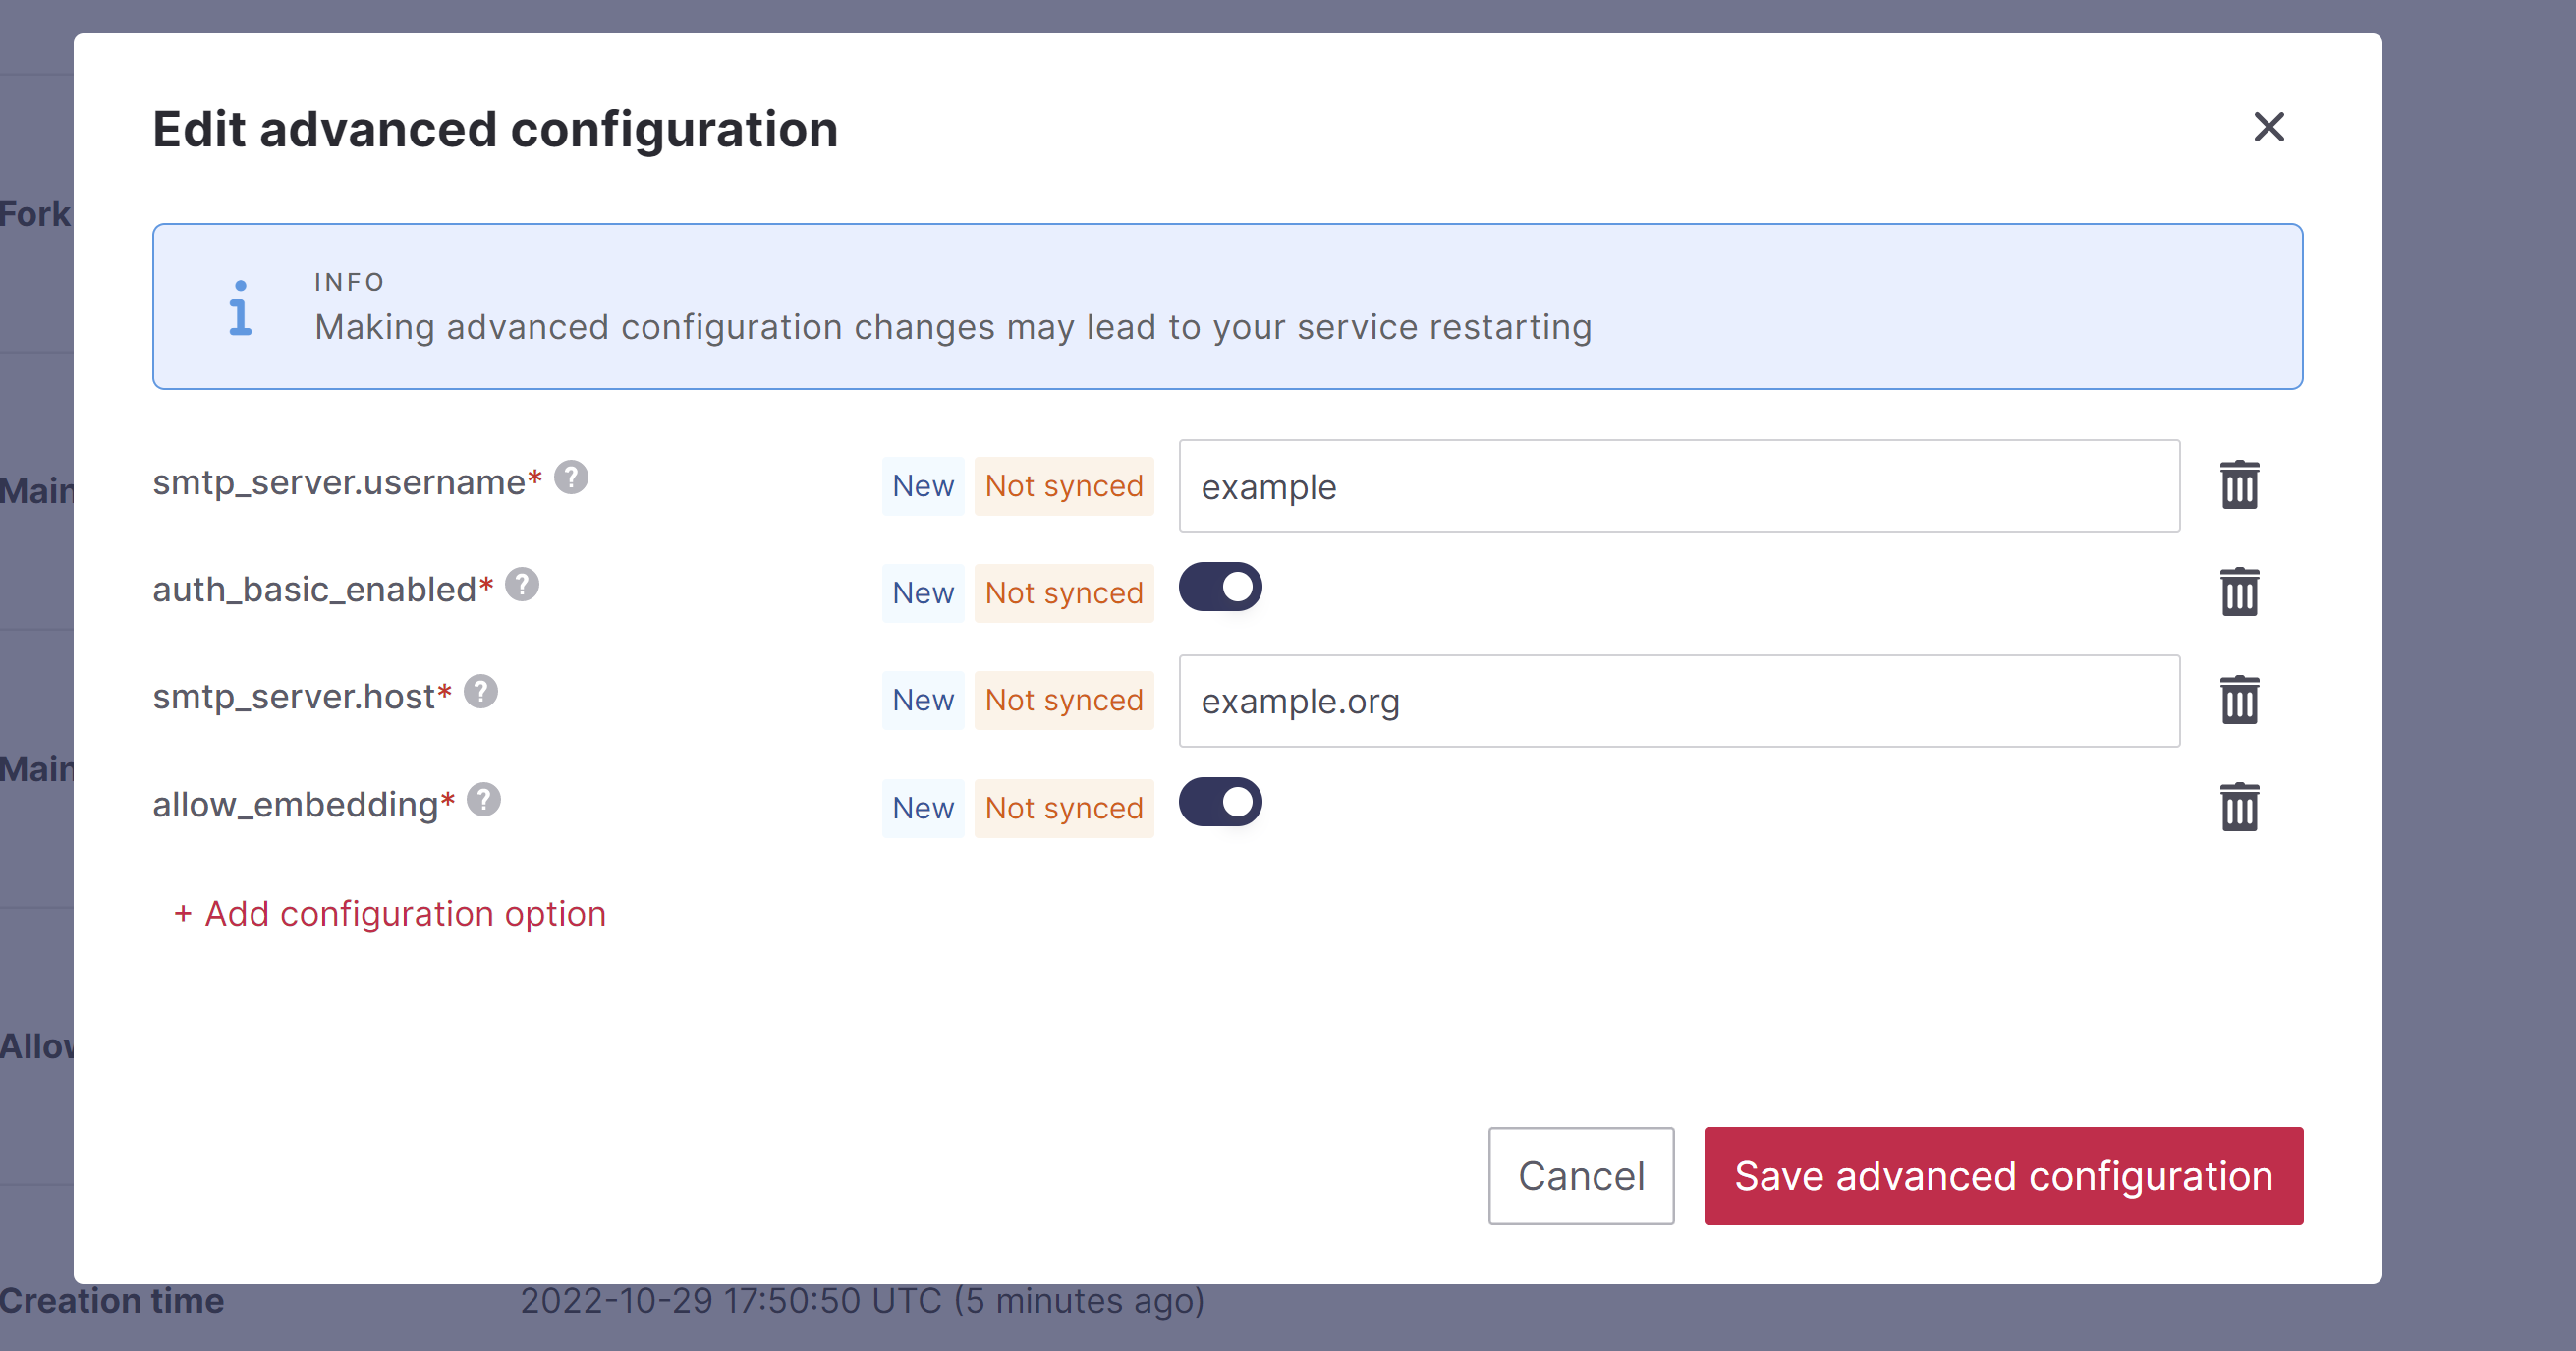 Edit advanced configuration
Fork
INFO
Making advanced configuration changes may lead to your service restarting
smtp_server.username* ? New Not synced example
Main
auth_basic_enabled* ? New Not synced
smtp_server.host* ? New Not synced example.org
Main
allow_embedding* ? New Not synced
+ Add configuration option
Allow
Cancel Save advanced configuration
Creation time 2022-10-29 17:50:50 UTC (5 minutes ago)